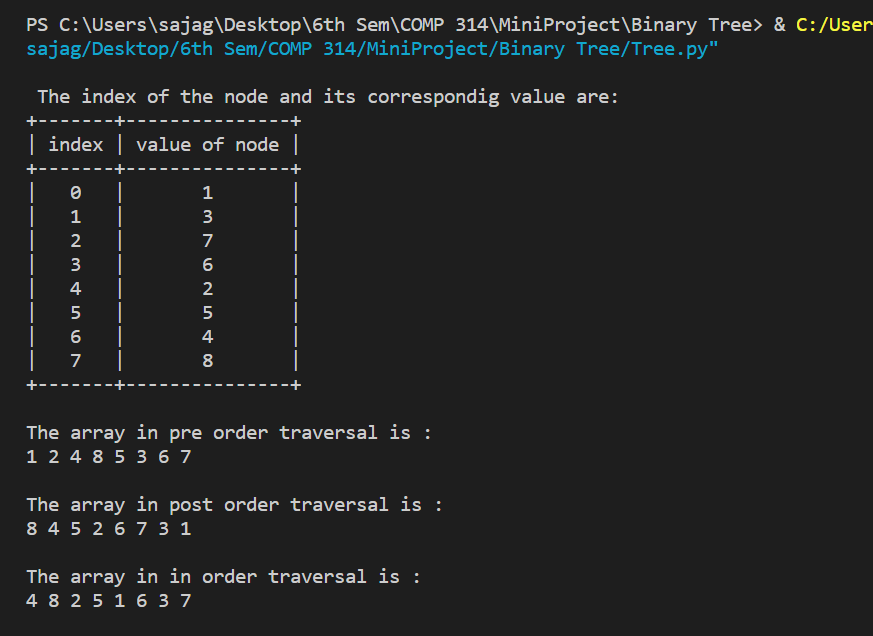 PS C:\Users\sajag\Desktop\6th Sem\COMP 314\MiniProject\Binary Tree> & C:/User
sajag/Desktop/6th Sem/COMP 314/MiniProject/Binary Tree/Tree.py"
The index of the node and its correspondig value are:
+-------+---------------+
| index | value of node |
+-------+---------------+
| 0 | 1 |
| 1 | 3 |
| 2 | 7 |
| 3 | 6 |
| 4 | 2 |
| 5 | 5 |
| 6 | 4 |
| 7 | 8 |
+-------+---------------+
The array in pre order traversal is :
1 2 4 8 5 3 6 7
The array in post order traversal is :
8 4 5 2 6 7 3 1
The array in in order traversal is :
4 8 2 5 1 6 3 7